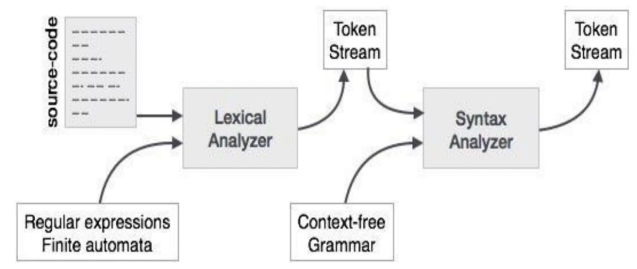 source-code
Token
Stream
Token
Stream
Lexical
Analyzer
Syntax
Analyzer
Regular expressions
Finite automata
Context-free
Grammar